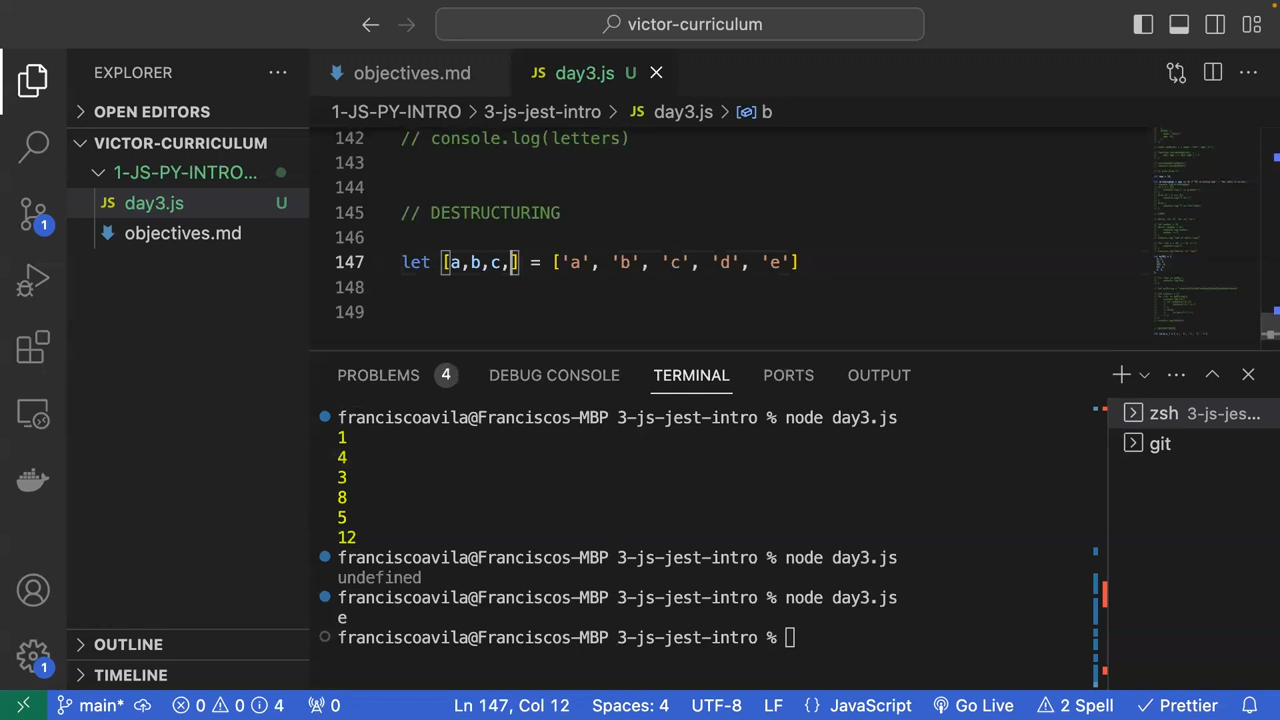 victor-curriculum
EXPLORER
objectives.md
JS day3.js U
OPEN EDITORS
1-JS-PY-INTRO > 3-js-jest-intro > JS day3.js > b
VICTOR-CURRICULUM
1-JS-PY-INTRO...
JS day3.js U
objectives.md
142 // console.log(letters)
143
144
145 // DESTRUCTURING
146
147 let [a,b,c,] = ['a', 'b', 'c', 'd', 'e']
148
149
PROBLEMS 4 DEBUG CONSOLE TERMINAL PORTS OUTPUT
franciscoavila@Franciscos-MBP 3-js-jest-intro % node day3.js
1
4
3
8
5
12
franciscoavila@Franciscos-MBP 3-js-jest-intro % node day3.js
undefined
franciscoavila@Franciscos-MBP 3-js-jest-intro % node day3.js
e
franciscoavila@Franciscos-MBP 3-js-jest-intro %
zsh 3-js-jes...
git
1
1
OUTLINE
TIMELINE
main* 0 0 4 0 Ln 147, Col 12 Spaces: 4 UTF-8 LF {} JavaScript Go Live 2 Spell Prettier